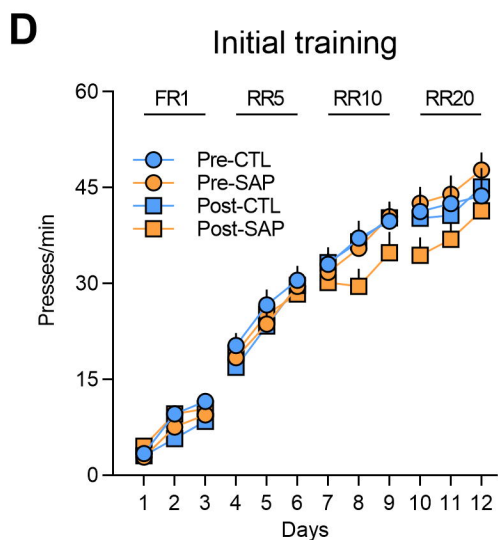 D
Initial training
FR1 RR5 RR10 RR20
Pre-CTL
Pre-SAP
Post-CTL
Post-SAP
Presses/min
60
45
30
15
0
1 2 3 4 5 6 7 8 9 10 11 12
Days